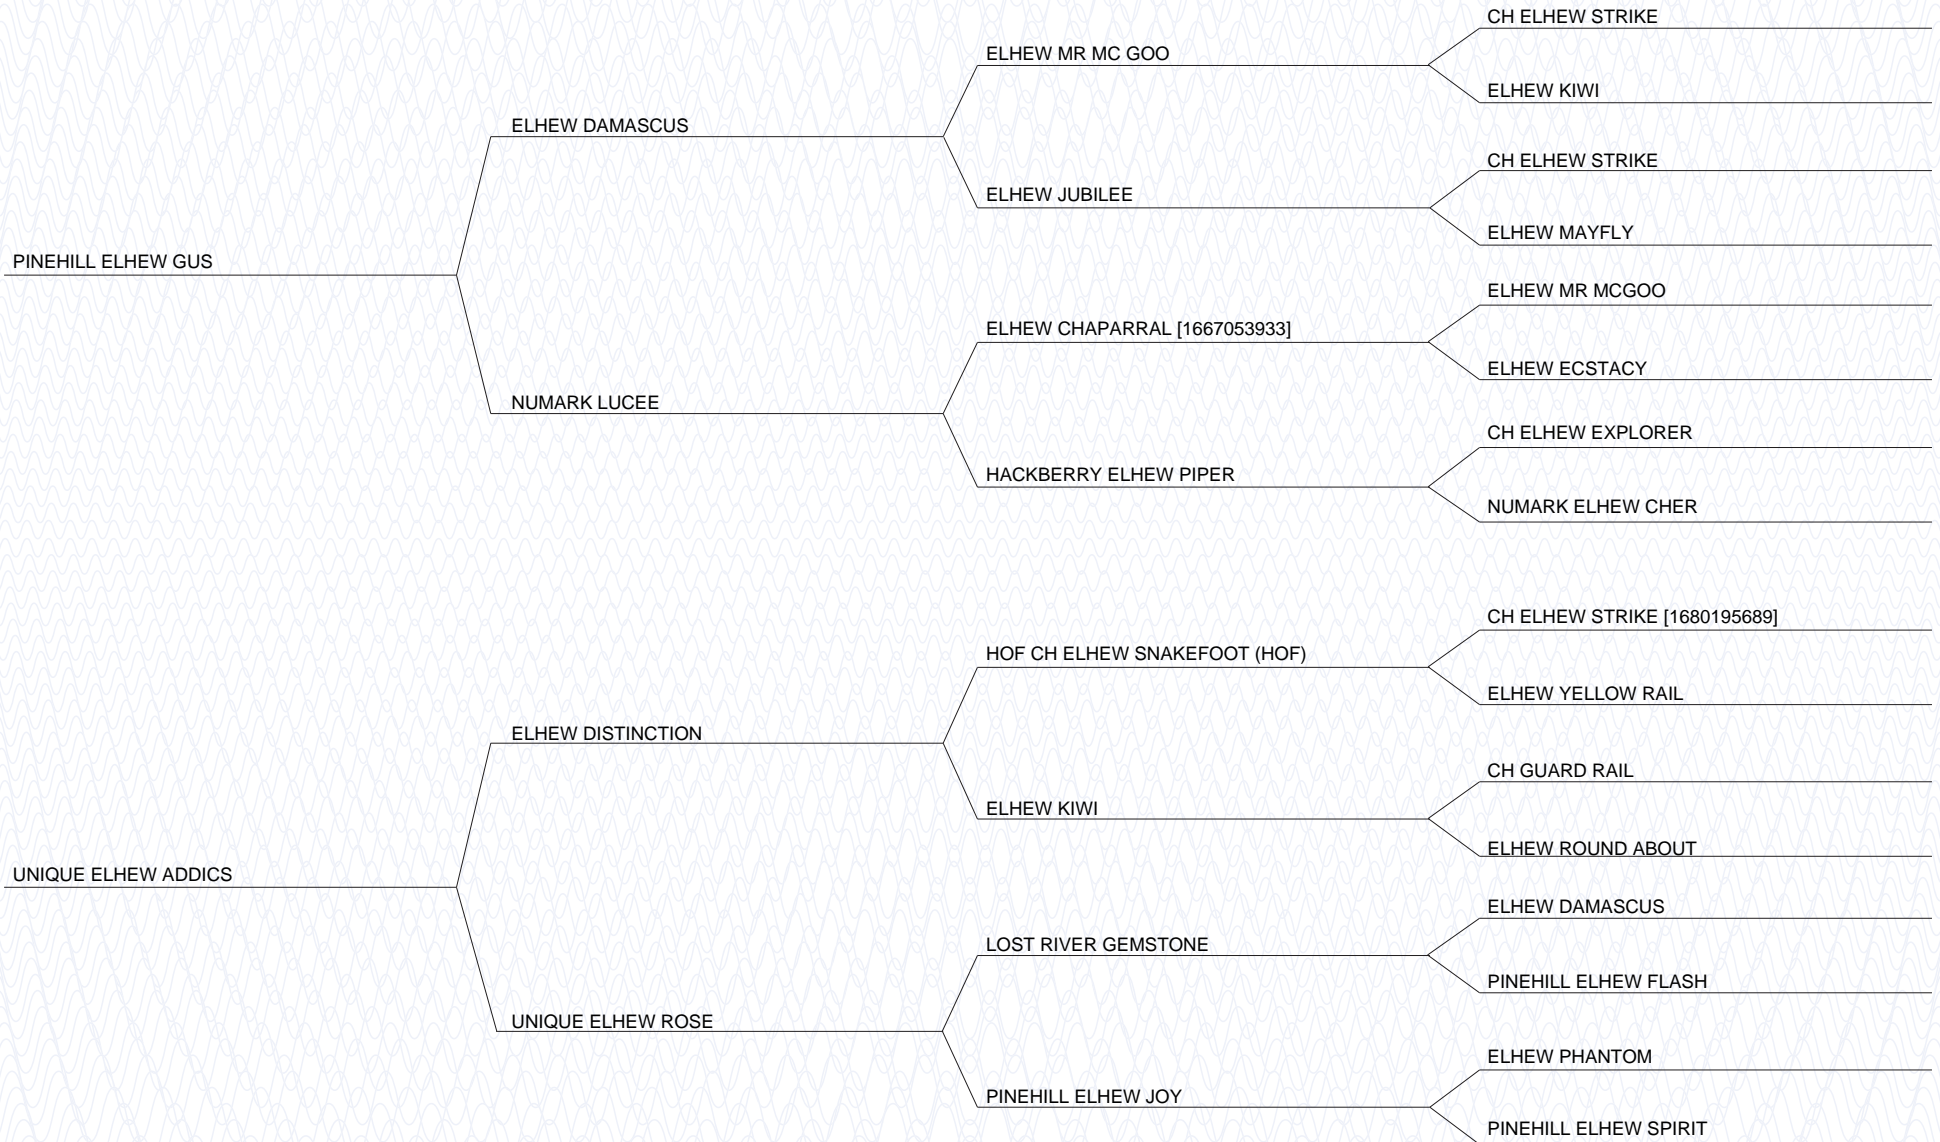 CH ELHEW STRIKE
ELHEW MR MC GOO
ELHEW KIWI
ELHEW DAMASCUS
CH ELHEW STRIKE
ELHEW JUBILEE
ELHEW MAYFLY
PINEHILL ELHEW GUS
ELHEW MR MCGOO
ELHEW CHAPARRAL [1667053933]
ELHEW ECSTACY
NUMARK LUCEE
CH ELHEW EXPLORER
HACKBERRY ELHEW PIPER
NUMARK ELHEW CHER
CH ELHEW STRIKE [1680195689]
HOF CH ELHEW SNAKEFOOT (HOF)
ELHEW YELLOW RAIL
ELHEW DISTINCTION
CH GUARD RAIL
ELHEW KIWI
ELHEW ROUND ABOUT
UNIQUE ELHEW ADDICS
ELHEW DAMASCUS
LOST RIVER GEMSTONE
PINEHILL ELHEW FLASH
UNIQUE ELHEW ROSE
ELHEW PHANTOM
PINEHILL ELHEW JOY
PINEHILL ELHEW SPIRIT